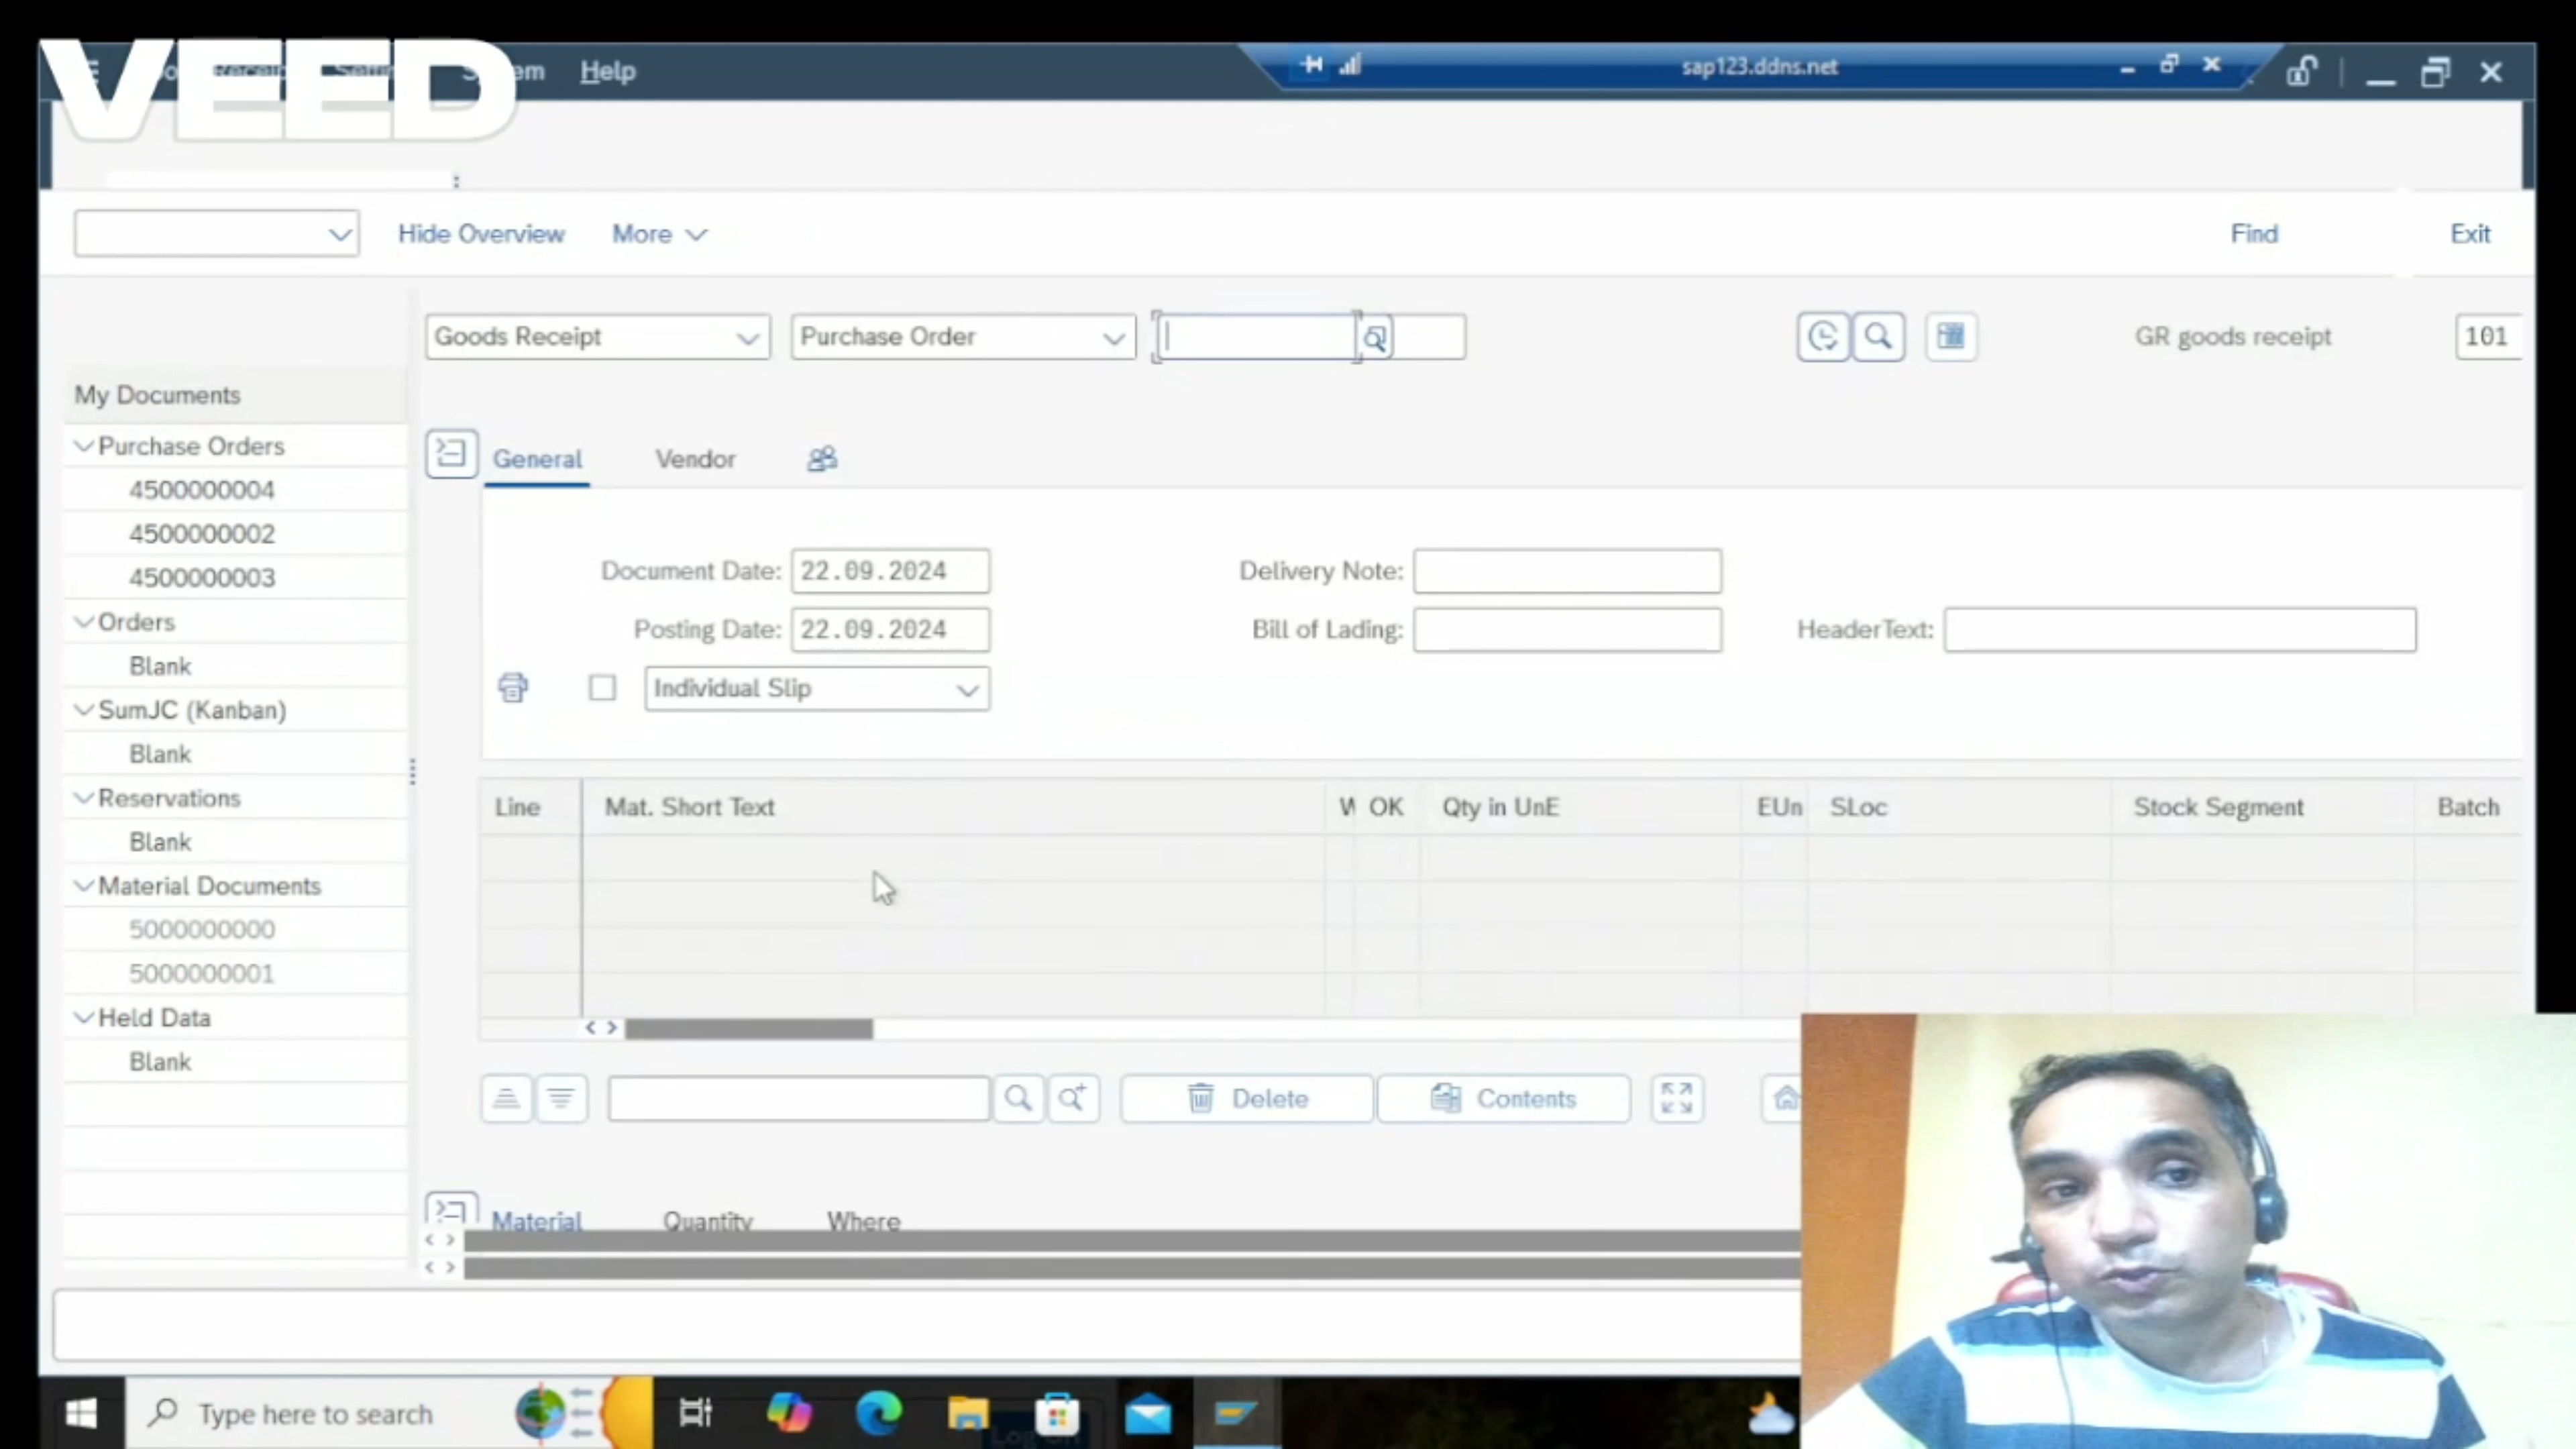 VEED
Help
sap123.ddns.net
Hide Overview
More
Find
Exit
Goods Receipt
Purchase Order
GR goods receipt
101
My Documents
Purchase Orders
4500000004
4500000002
4500000003
Orders
Blank
SumJC (Kanban)
Blank
Reservations
Blank
Material Documents
5000000000
5000000001
Held Data
Blank
General
Vendor
Document Date: 22.09.2024
Delivery Note:
Posting Date: 22.09.2024
Bill of Lading:
HeaderText:
Individual Slip
Line
Mat. Short Text
OK
Qty in UnE
EUn
SLoc
Stock Segment
Batch
Delete
Contents
Material
Quantity
Where
Type here to search